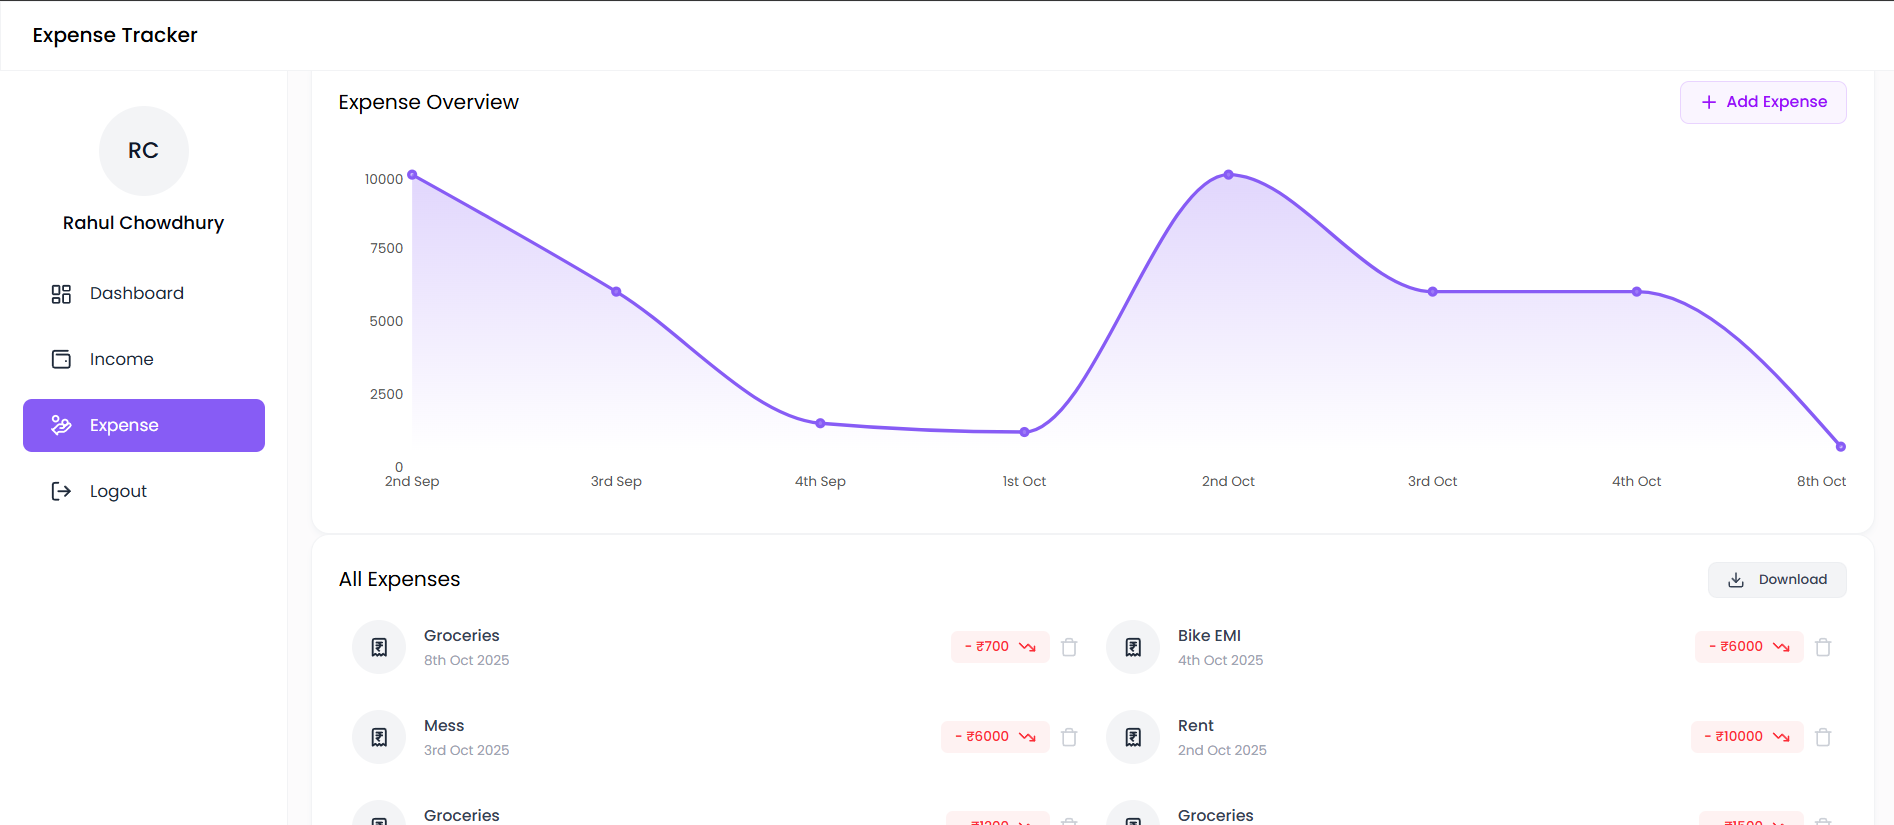 Expense Tracker
RC
Rahul Chowdhury
Dashboard
Income
Expense
Logout
Expense Overview
+ Add Expense
10000
7500
5000
2500
0
2nd Sep
3rd Sep
4th Sep
1st Oct
2nd Oct
3rd Oct
4th Oct
8th Oct
All Expenses
Download
Groceries
8th Oct 2025
- ₹700
Bike EMI
4th Oct 2025
- ₹6000
Mess
3rd Oct 2025
- ₹6000
Rent
2nd Oct 2025
- ₹10000
Groceries
- ₹1200
Groceries
- ₹1500